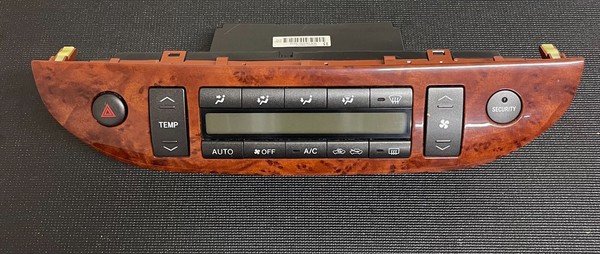 TEMP
SECURITY
AUTO OFF A/C